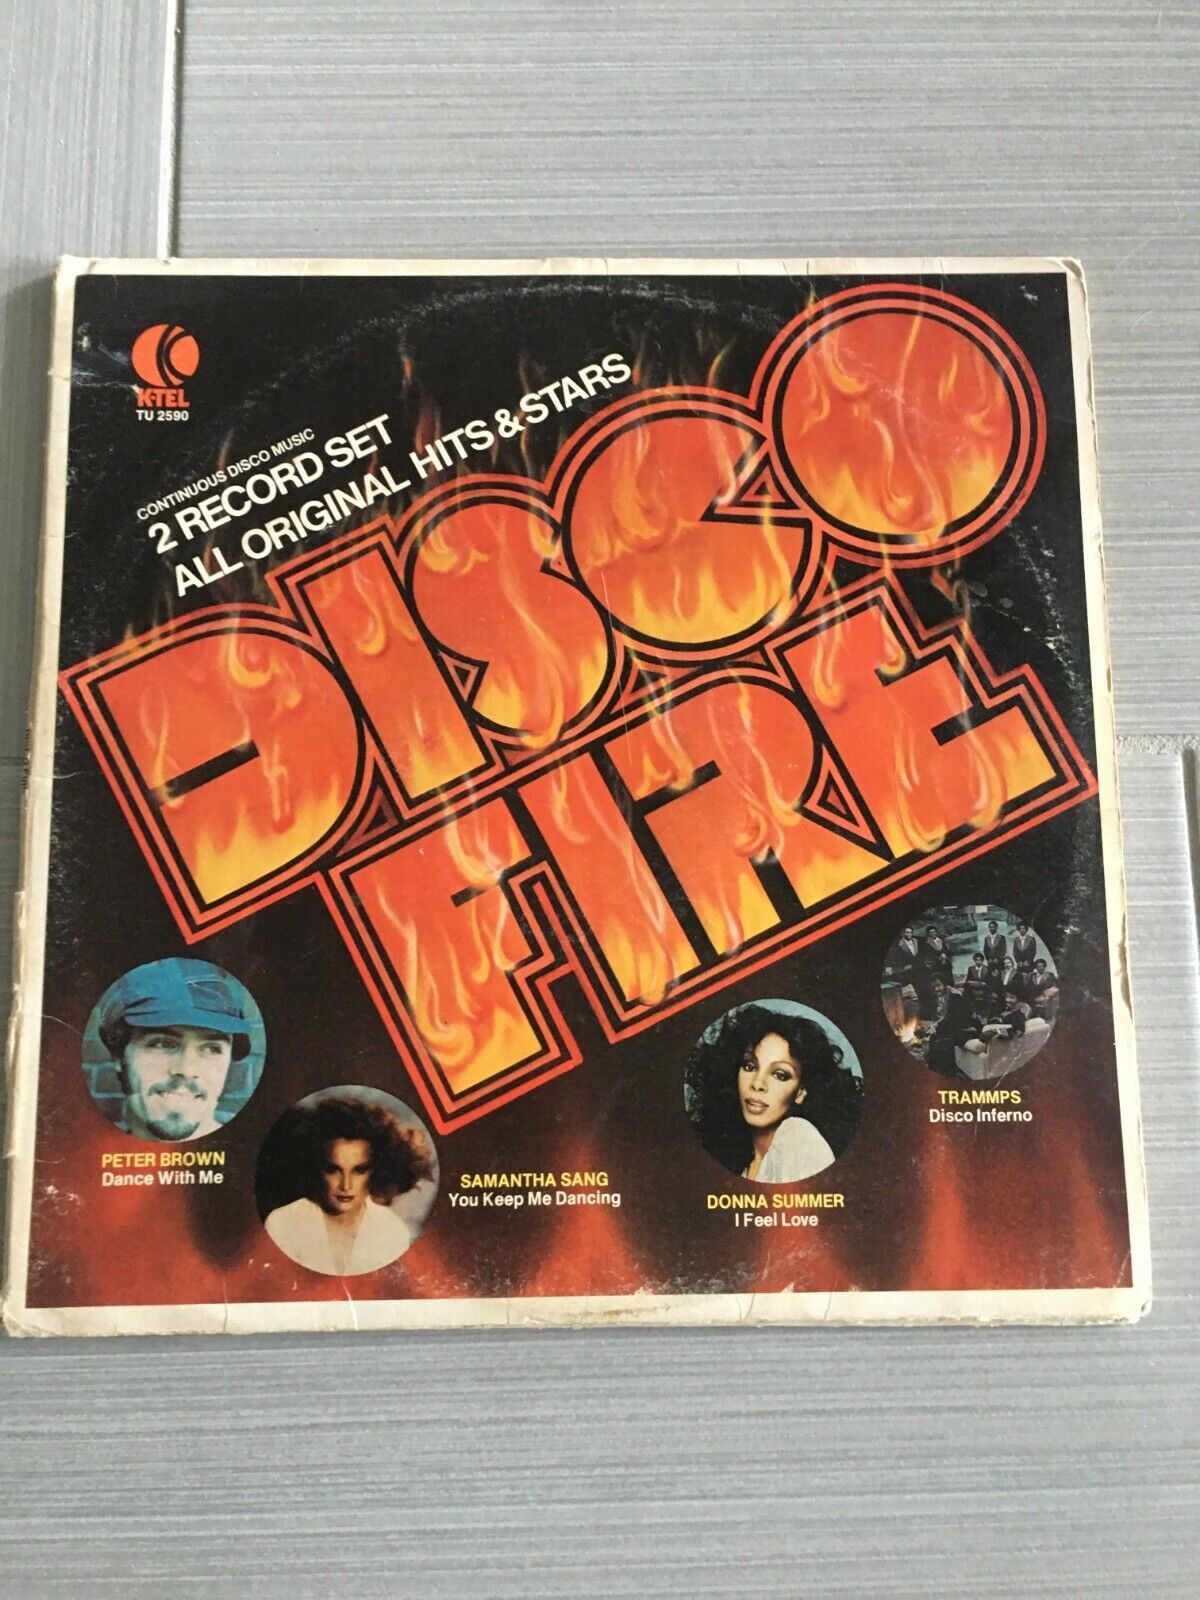 K-TEL
TU 2590
CONTINUOUS DISCO MUSIC
2 RECORD SET
ALL ORIGINAL HITS & STARS
DISCO
FIRE
PETER BROWN
Dance With Me
SAMANTHA SANG
You Keep Me Dancing
DONNA SUMMER
I Feel Love
TRAMMPS
Disco Inferno